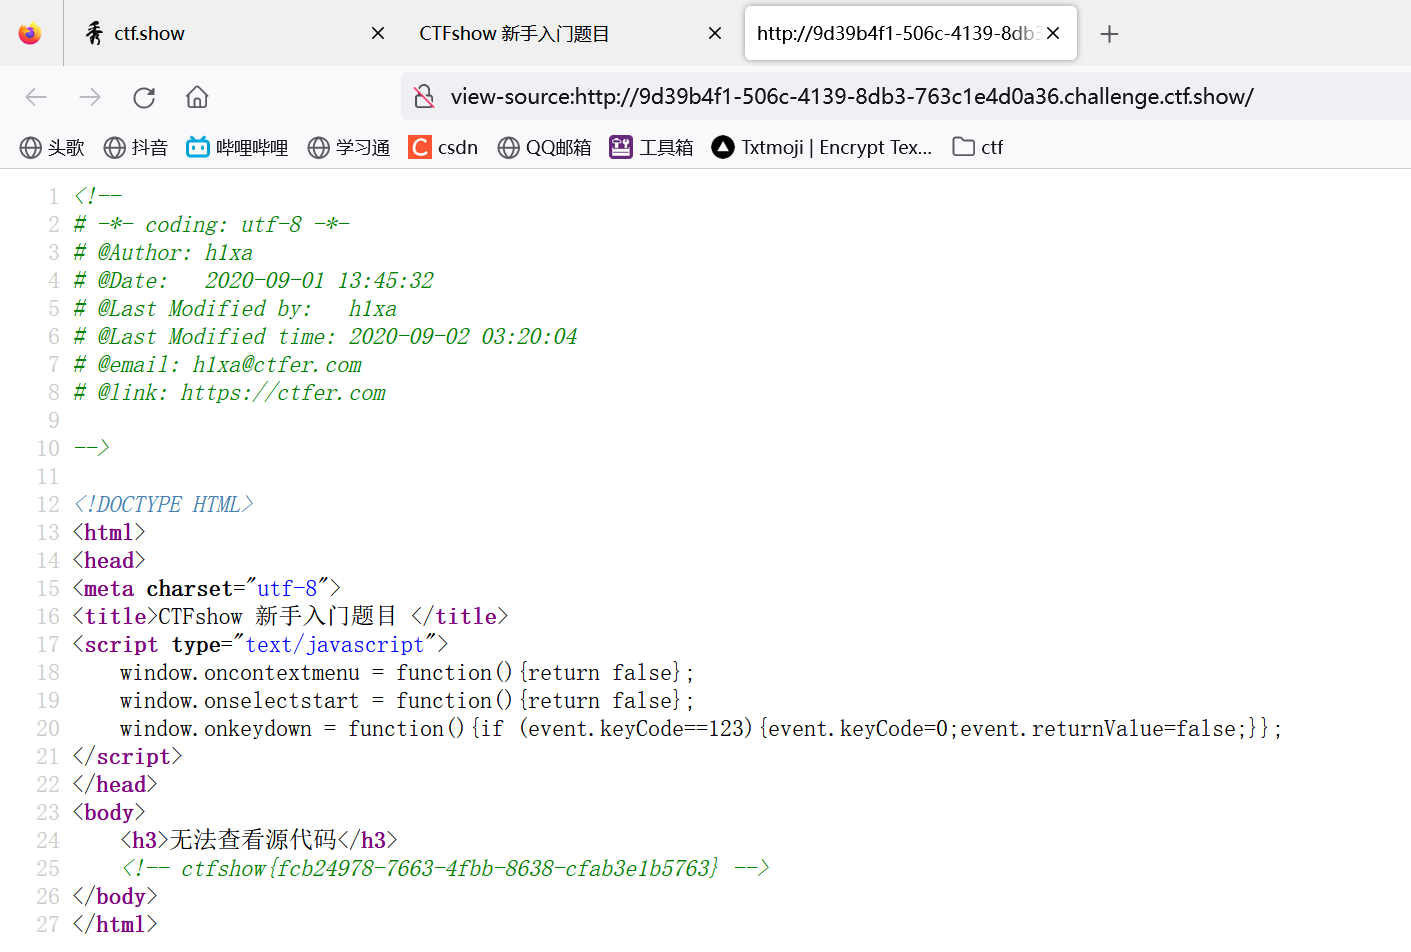 ctf.show
CTFshow 新手入门题目
http://9d39b4f1-506c-4139-8db3
view-source:http://9d39b4f1-506c-4139-8db3-763c1e4d0a36.challenge.ctf.show/
头歌 抖音 哔哩哔哩 学习通 csdn QQ邮箱 工具箱 Txtmoji | Encrypt Tex... ctf
1 <!--
2 # -*- coding: utf-8 -*-
3 # @Author: h1xa
4 # @Date:   2020-09-01 13:45:32
5 # @Last Modified by:   h1xa
6 # @Last Modified time: 2020-09-02 03:20:04
7 # @email: h1xa@ctfer.com
8 # @link: https://ctfer.com
9
10 -->
11
12 <!DOCTYPE HTML>
13 <html>
14 <head>
15 <meta charset="utf-8">
16 <title>CTFshow 新手入门题目 </title>
17 <script type="text/javascript">
18     window.oncontextmenu = function(){return false};
19     window.onselectstart = function(){return false};
20     window.onkeydown = function(){if (event.keyCode==123){event.keyCode=0;event.returnValue=false;}};
21 </script>
22 </head>
23 <body>
24     <h3>无法查看源代码</h3>
25     <!-- ctfshow{fcb24978-7663-4fbb-8638-cfab3e1b5763} -->
26 </body>
27 </html>